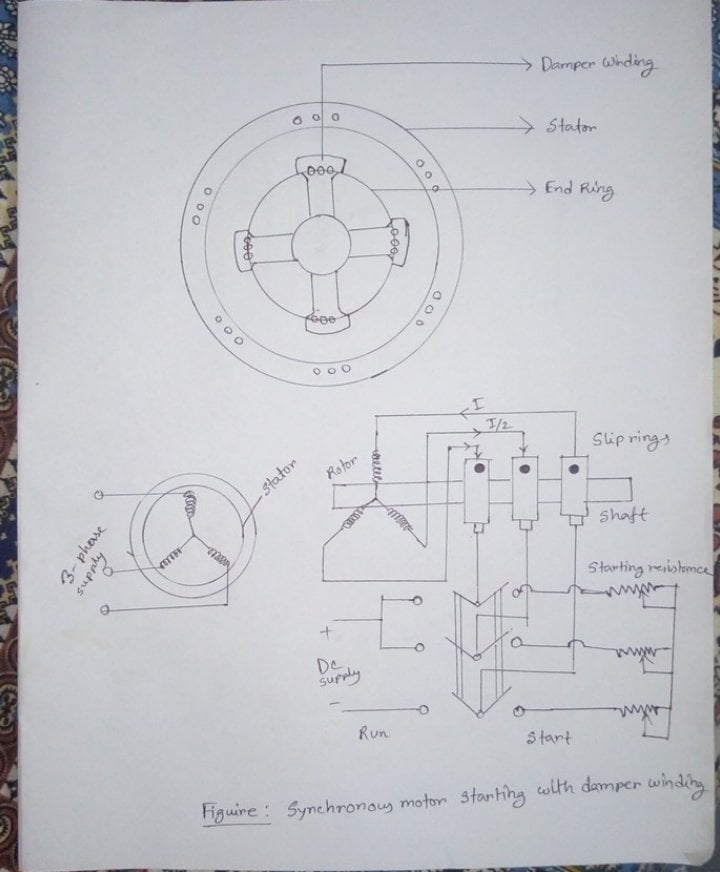 Damper Winding
Stator
End Ring
I
I/2
Slip rings
Rotor
Stator
Shaft
3-phase
supply
Starting resistance
+
DC
supply
-
Run
Start
Figuire : Synchronous motor starting with damper winding